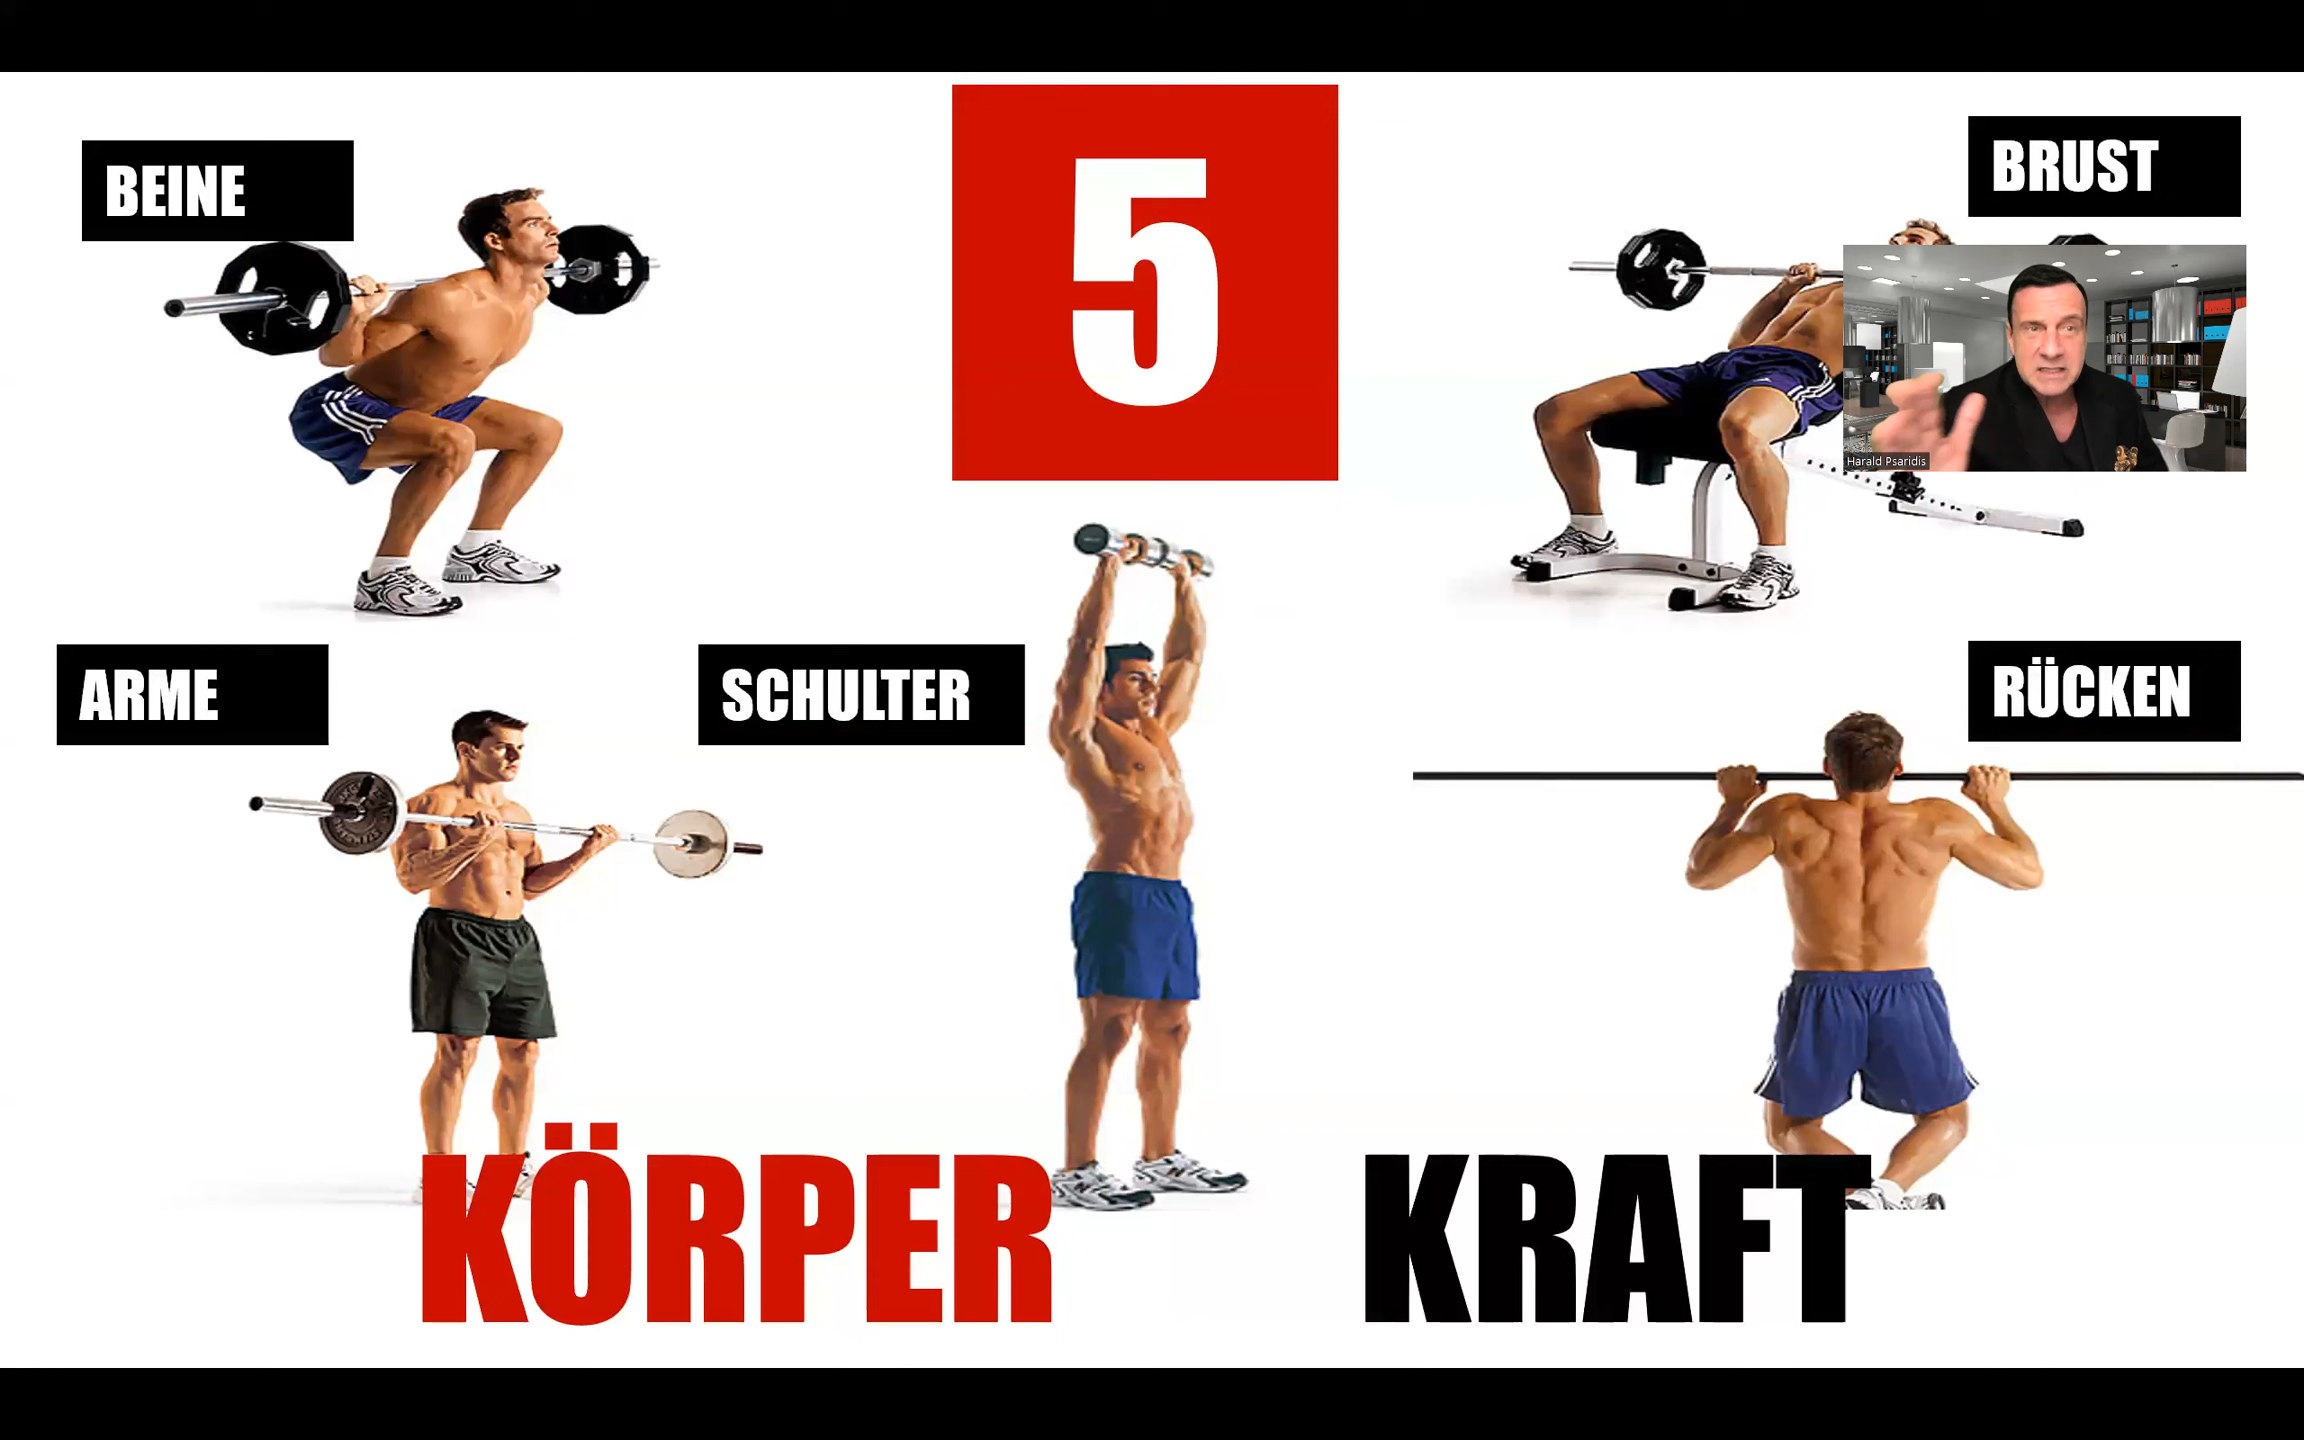 5
BEINE
BRUST
Harald Psaridis
ARME
SCHULTER
RÜCKEN
KÖRPER KRAFT